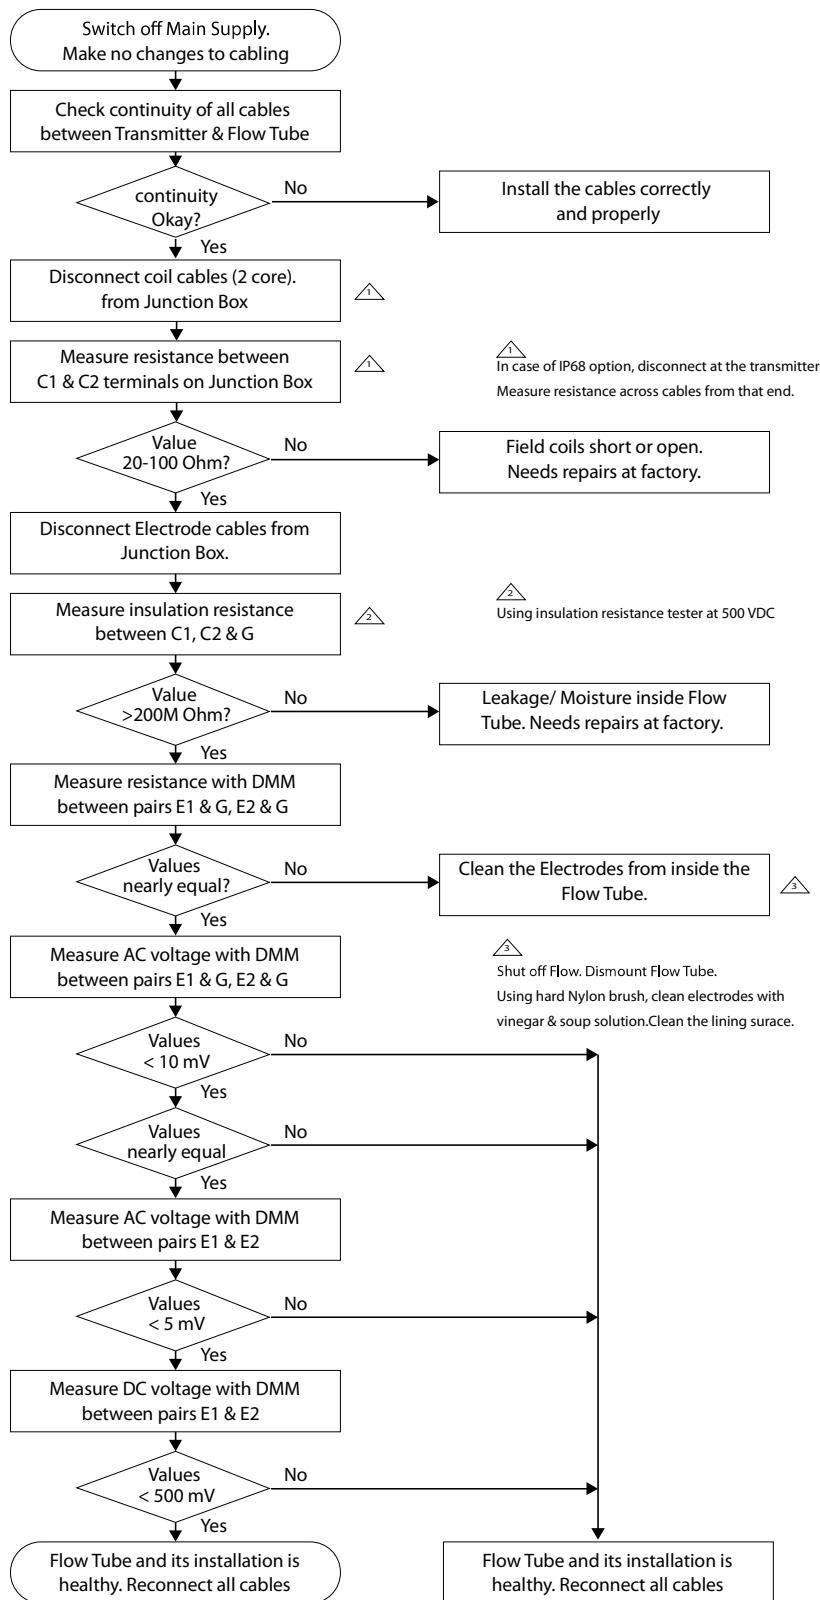 Switch off Main Supply.
Make no changes to cabling
Check continuity of all cables
between Transmitter & Flow Tube
continuity
Okay?
No
Install the cables correctly
and properly
Yes
Disconnect coil cables (2 core).
from Junction Box
1
Measure resistance between
C1 & C2 terminals on Junction Box
1
1
In case of IP68 option, disconnect at the transmitter
Measure resistance across cables from that end.
Value
20-100 Ohm?
No
Field coils short or open.
Needs repairs at factory.
Yes
Disconnect Electrode cables from
Junction Box.
Measure insulation resistance
between C1, C2 & G
2
2
Using insulation resistance tester at 500 VDC
Value
>200M Ohm?
No
Leakage/ Moisture inside Flow
Tube. Needs repairs at factory.
Yes
Measure resistance with DMM
between pairs E1 & G, E2 & G
Values
nearly equal?
No
Clean the Electrodes from inside the
Flow Tube.
3
Yes
Measure AC voltage with DMM
between pairs E1 & G, E2 & G
3
Shut off Flow. Dismount Flow Tube.
Using hard Nylon brush, clean electrodes with
vinegar & soup solution.Clean the lining surace.
Values
< 10 mV
No
Yes
Values
nearly equal
No
Yes
Measure AC voltage with DMM
between pairs E1 & E2
Values
< 5 mV
No
Yes
Measure DC voltage with DMM
between pairs E1 & E2
Values
< 500 mV
No
Yes
Flow Tube and its installation is
healthy. Reconnect all cables
Flow Tube and its installation is
healthy. Reconnect all cables